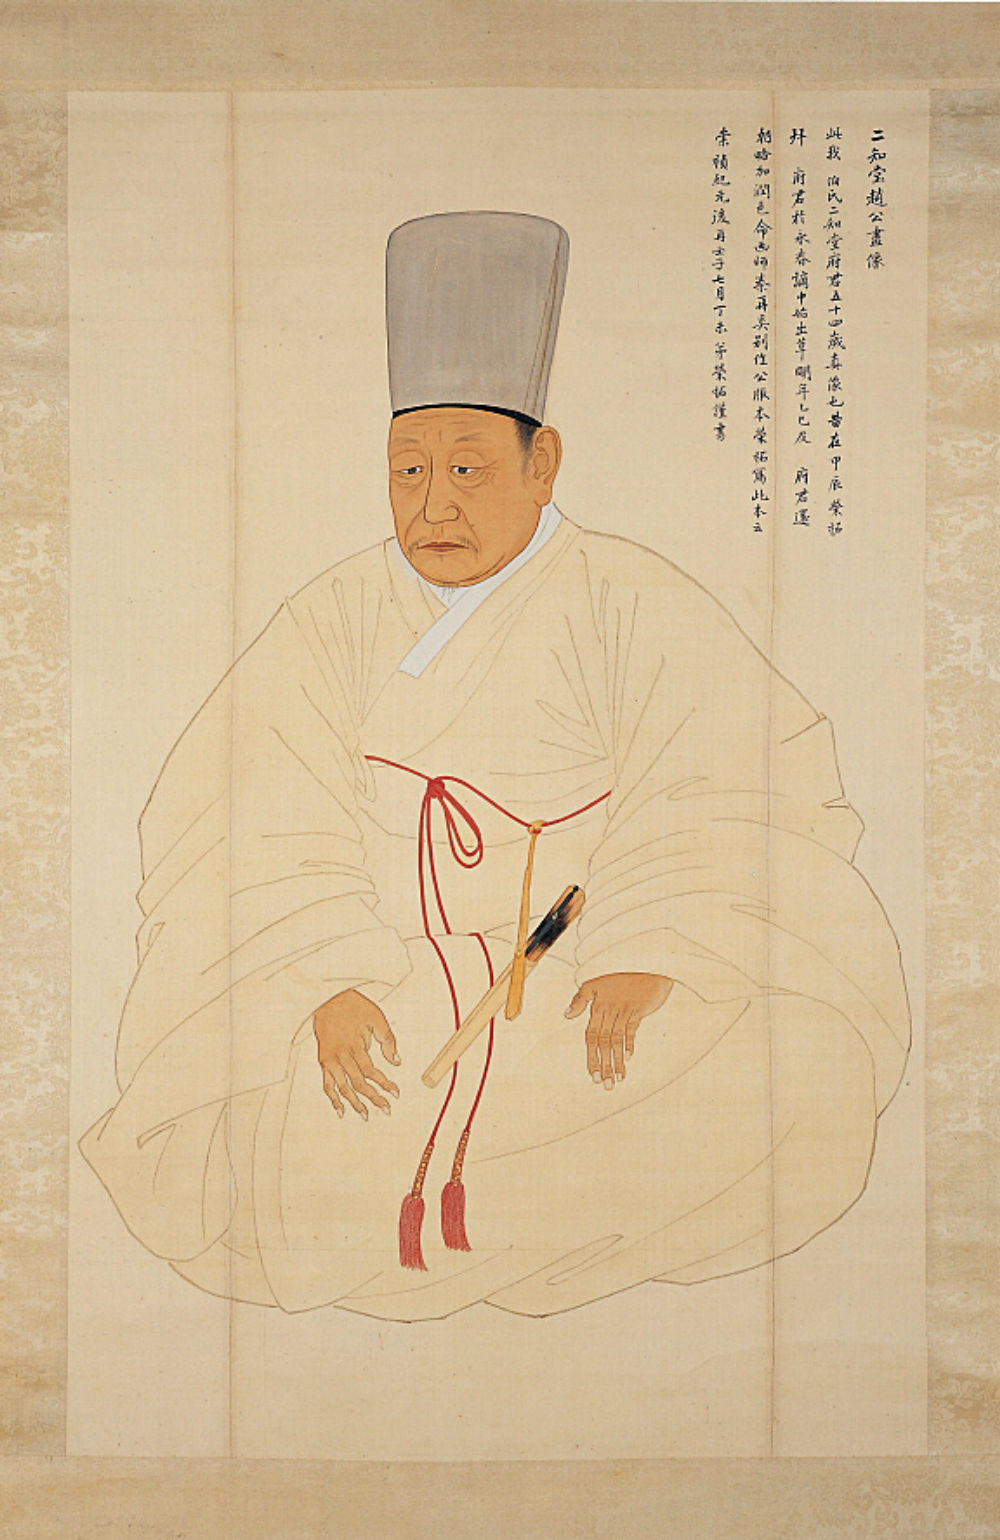 二知堂趙公畫像
此我 伯氏二知堂府君五十四歲眞像也昔在甲辰榮祏
拜 府君於永春謫中始出草明年乙巳及 府君還
朝略加潤色命畫師秦再奚別作公服本榮祏寫此本云
崇禎紀元後再壬子七月丁未弟榮祏謹書